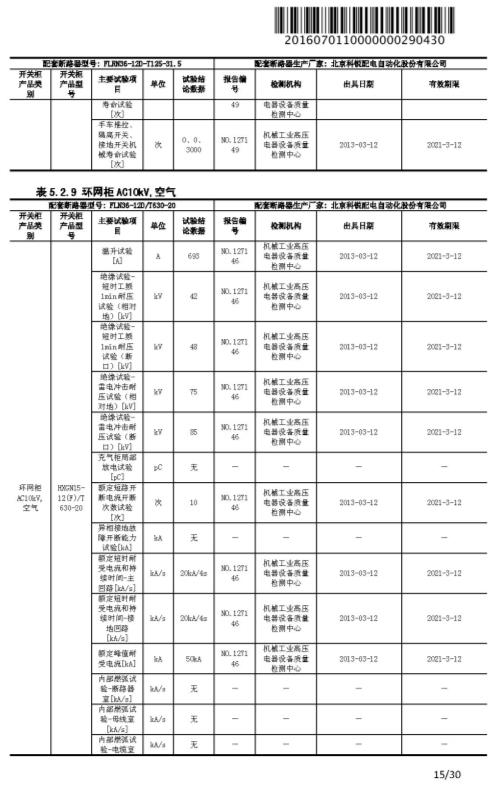 2016070110000000290430
配套断路器型号: FLRN36-12D-T125-31.5 配套断路器生产厂家: 北京科锐配电自动化股份有限公司
开关柜 开关柜 主要试验项 单位 试验结 报告编 检测机构 出具日期 有效期限
产品类 产品型 目 论数据 号
别 号
寿命试验 49 电器设备质量
[次] 检测中心
手车推拉、
隔离开关、
接地开关机
械寿命试验
[次]
次
0、0、
3000
NO.1271
49
机械工业高压
电器设备质量
检测中心
2013-03-12 2021-3-12
表 5.2.9 环网柜 AC10kV,空气
配套断路器型号: FLN36-12D/T630-20 配套断路器生产厂家: 北京科锐配电自动化股份有限公司
开关柜 开关柜 主要试验项 单位 试验结 报告编 检测机构 出具日期 有效期限
产品类 产品型 目 论数据 号
别 号
环网柜
AC10kV,
空气
HXGN15-
12(F)/T
630-20
温升试验
[A]
A
693
NO.1271
46
机械工业高压
电器设备质量
检测中心
2013-03-12 2021-3-12
绝缘试验-
短时工频
1min 耐压
试验（相对
地）[kV]
kV
42
NO.1271
46
机械工业高压
电器设备质量
检测中心
2013-03-12 2021-3-12
绝缘试验-
短时工频
1min 耐压
试验（断
口）[kV]
kV
48
NO.1271
46
机械工业高压
电器设备质量
检测中心
2013-03-12 2021-3-12
绝缘试验-
雷电冲击耐
压试验（相
对地）[kV]
kV
75
NO.1271
46
机械工业高压
电器设备质量
检测中心
2013-03-12 2021-3-12
绝缘试验-
雷电冲击耐
压试验（断
口）[kV]
kV
85
NO.1271
46
机械工业高压
电器设备质量
检测中心
2013-03-12 2021-3-12
充气柜局部
放电试验
[pC]
pC 无 — — — —
额定短路开
断电流开断
次数试验
[次]
次
10
NO.1271
46
机械工业高压
电器设备质量
检测中心
2013-03-12 2021-3-12
异相接地故
障开断能力
试验[kA]
kA 无 — — — —
额定短时耐
受电流和持
续时间-主
回路[kA/s]
kA/s
20kA/4s
NO.1271
46
机械工业高压
电器设备质量
检测中心
2013-03-12 2021-3-12
额定短时耐
受电流和持
续时间-接
地回路
[kA/s]
kA/s
20kA/4s
NO.1271
46
机械工业高压
电器设备质量
检测中心
2013-03-12 2021-3-12
额定峰值耐
受电流[kA]
kA
50kA
NO.1271
46
机械工业高压
电器设备质量
检测中心
2013-03-12 2021-3-12
内部燃弧试
验-断路器
室[kA/s]
kA/s 无 — — — —
内部燃弧试
验-母线室
[kA/s]
kA/s 无 — — — —
内部燃弧试
验-电缆室
kA/s 无 — — — —
15/30